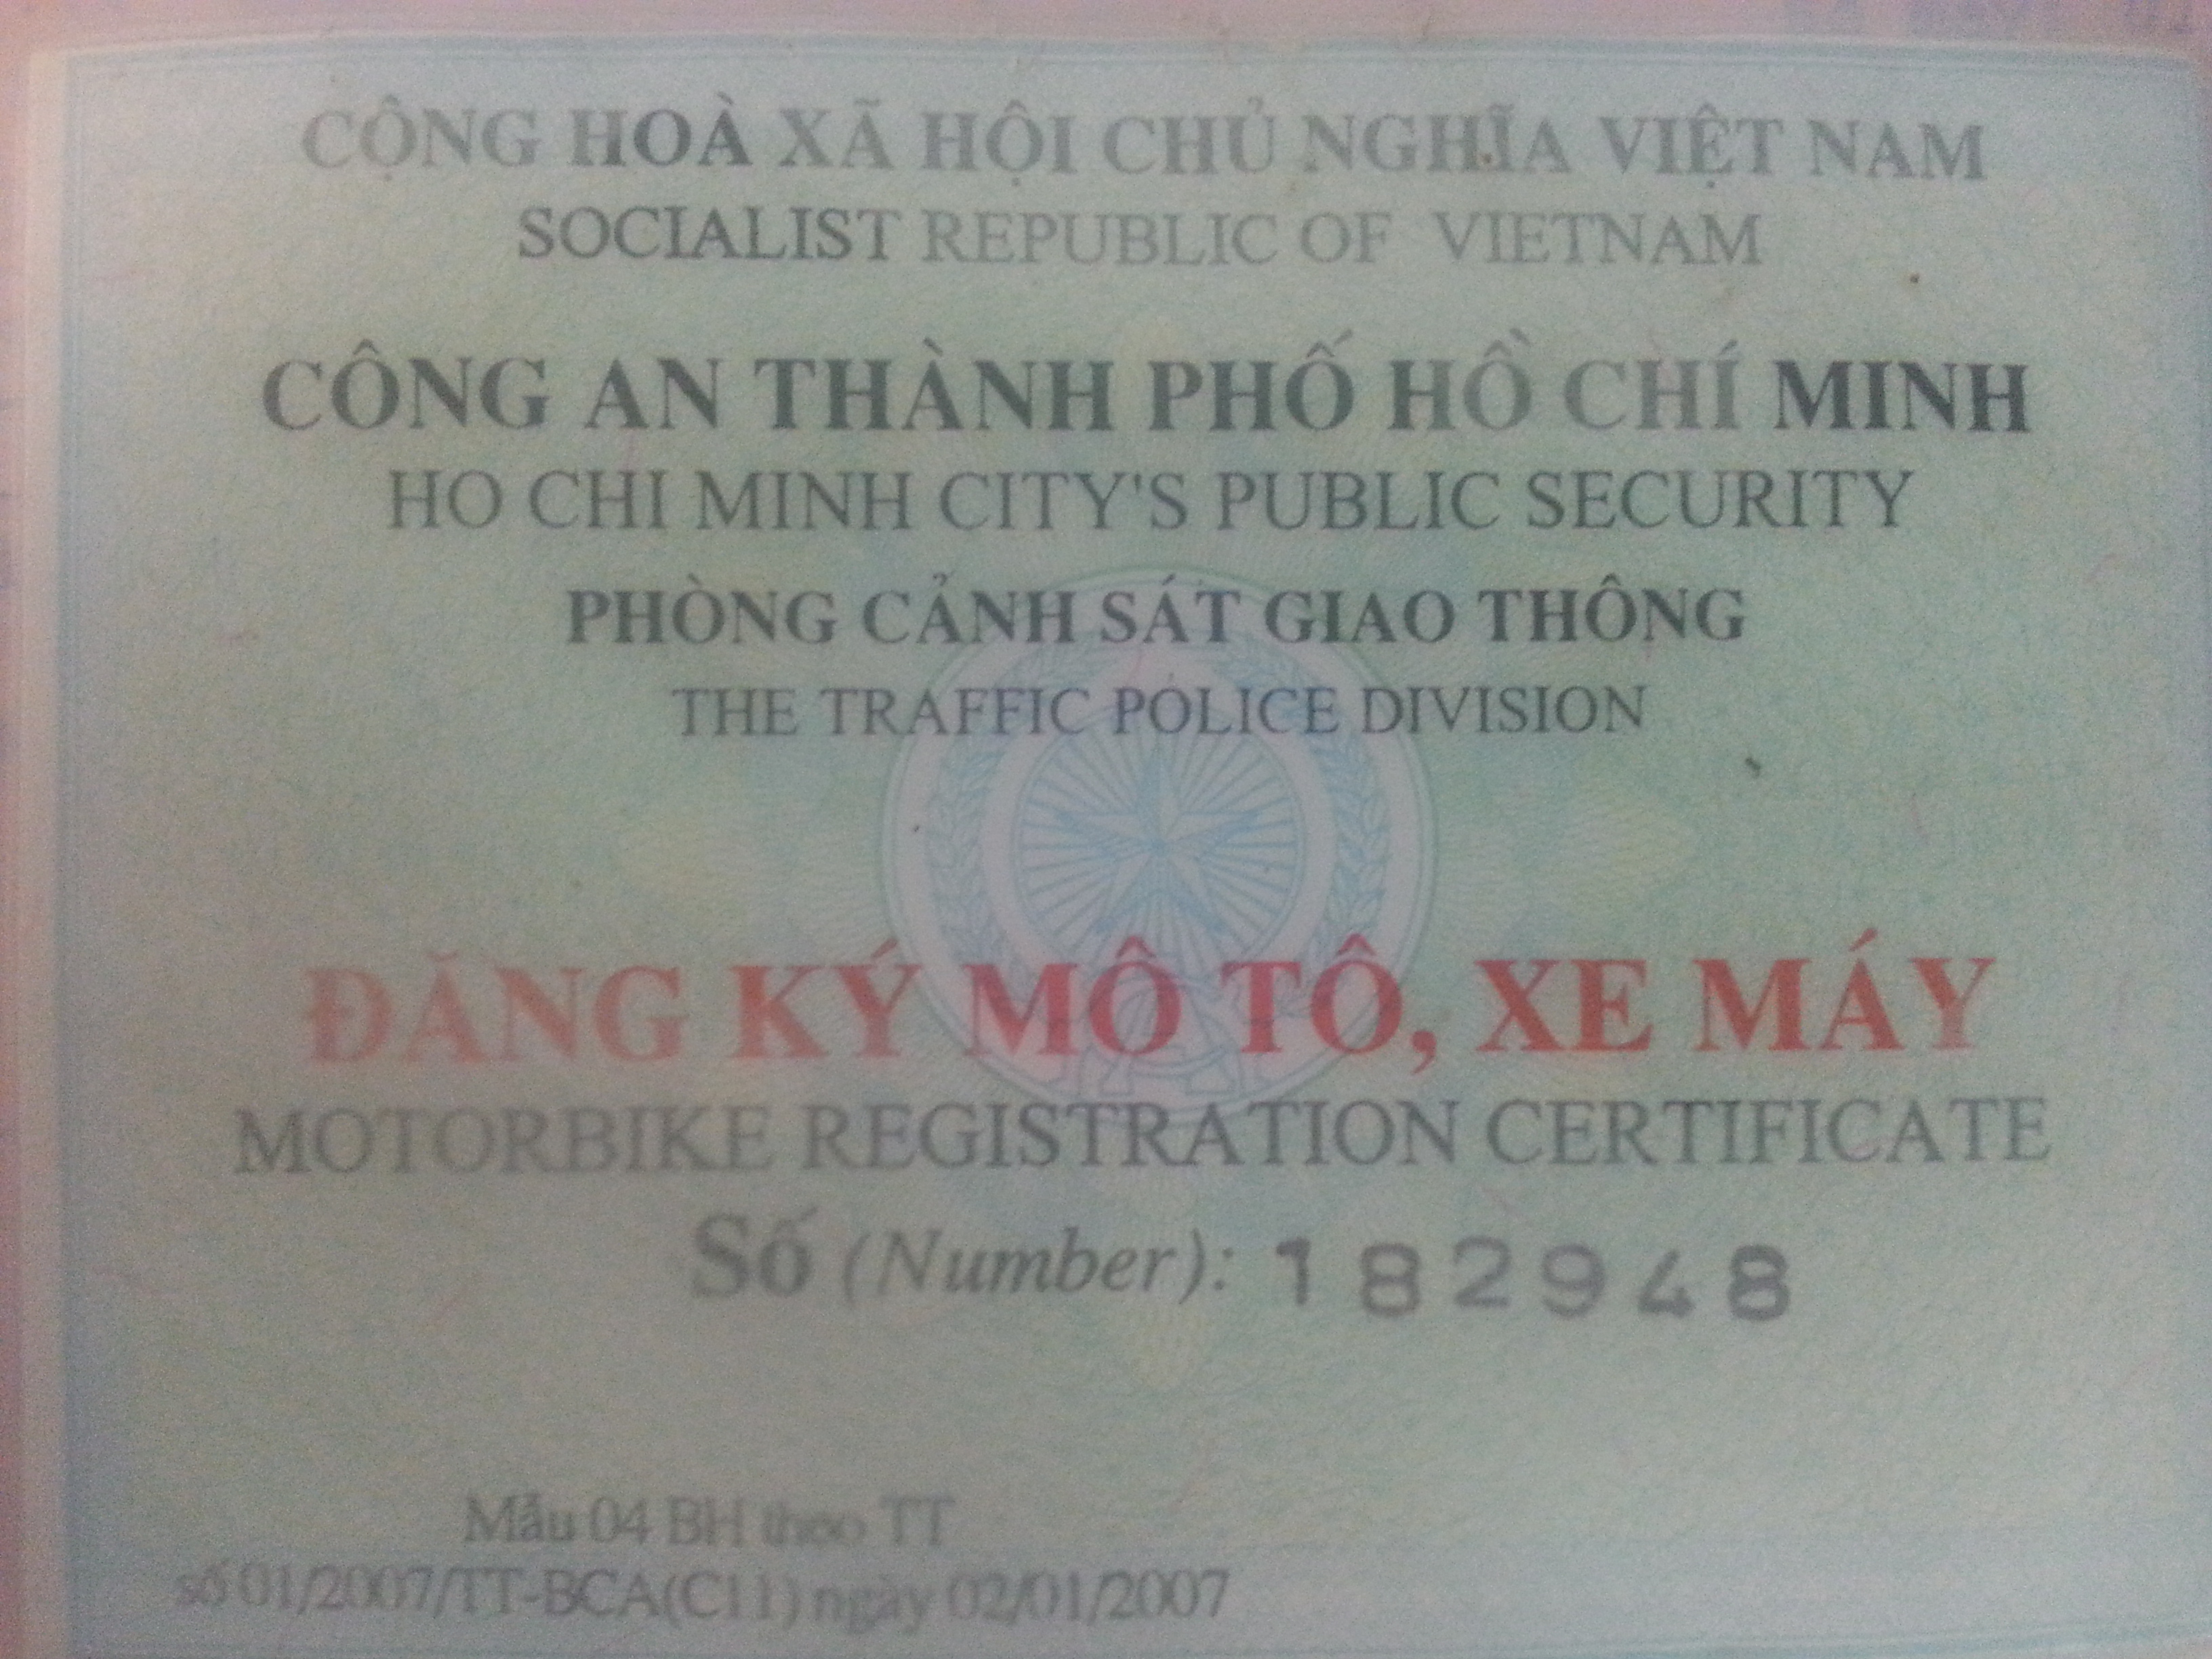 CỘNG HOÀ XÃ HỘI CHỦ NGHĨA VIỆT NAM
SOCIALIST REPUBLIC OF VIETNAM
CÔNG AN THÀNH PHỐ HỒ CHÍ MINH
HO CHI MINH CITY'S PUBLIC SECURITY
PHÒNG CẢNH SÁT GIAO THÔNG
THE TRAFFIC POLICE DIVISION
ĐĂNG KÝ MÔ TÔ, XE MÁY
MOTORBIKE REGISTRATION CERTIFICATE
Số (Number): 182948
Mẫu 04 BH theo TT
số 01/2007/TT-BCA(C11) ngày 02/01/2007